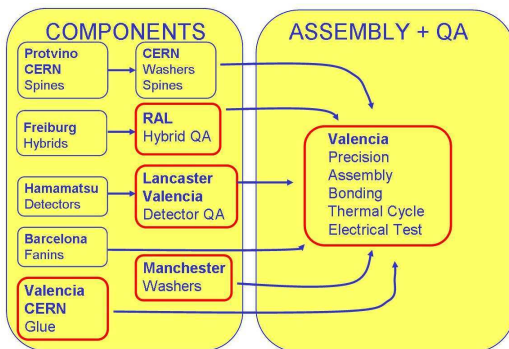 COMPONENTS
Protvino
CERN
Spines
CERN
Washers
Spines
Freiburg
Hybrids
RAL
Hybrid QA
Hamamatsu
Detectors
Lancaster
Valencia
Detector QA
Barcelona
Fanins
Manchester
Washers
Valencia
CERN
Glue
ASSEMBLY + QA
Valencia
Precision
Assembly
Bonding
Thermal Cycle
Electrical Test